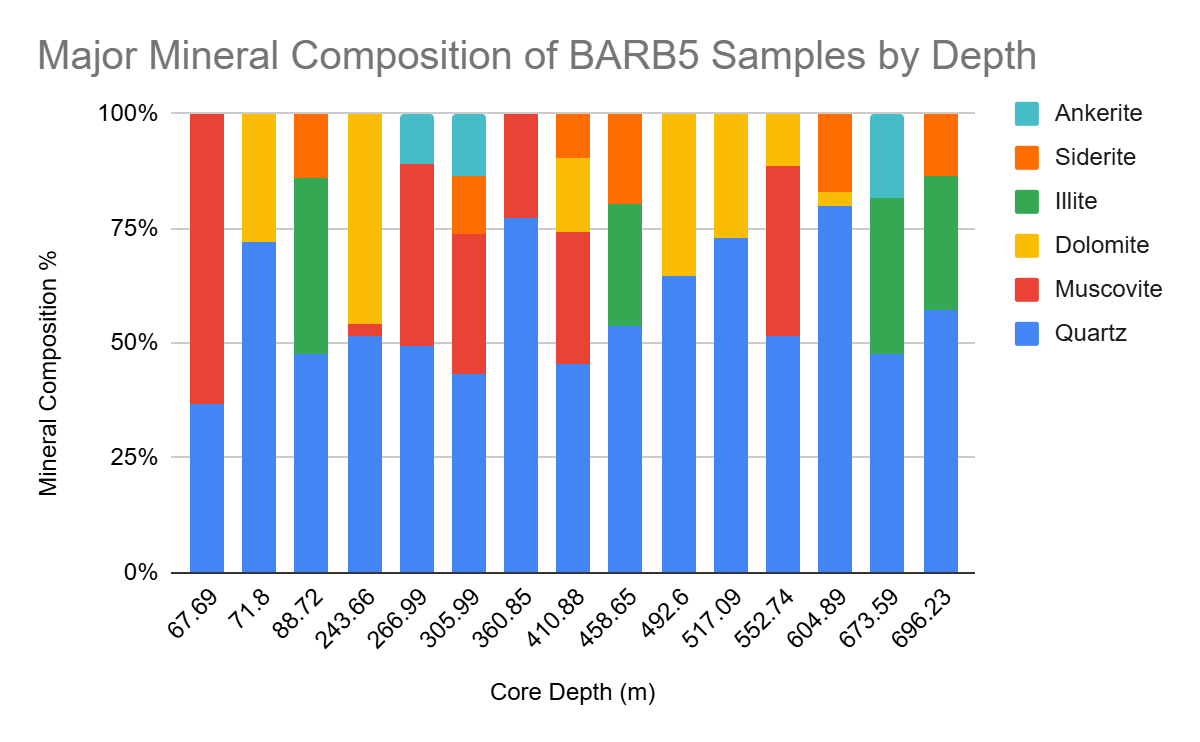 Major Mineral Composition of BARB5 Samples by Depth
100%
75%
50%
25%
0%
Mineral Composition %
67.69
71.8
88.72
243.66
266.99
305.99
360.85
410.88
458.65
492.6
517.09
552.74
604.89
673.59
696.23
Core Depth (m)
Ankerite
Siderite
Illite
Dolomite
Muscovite
Quartz